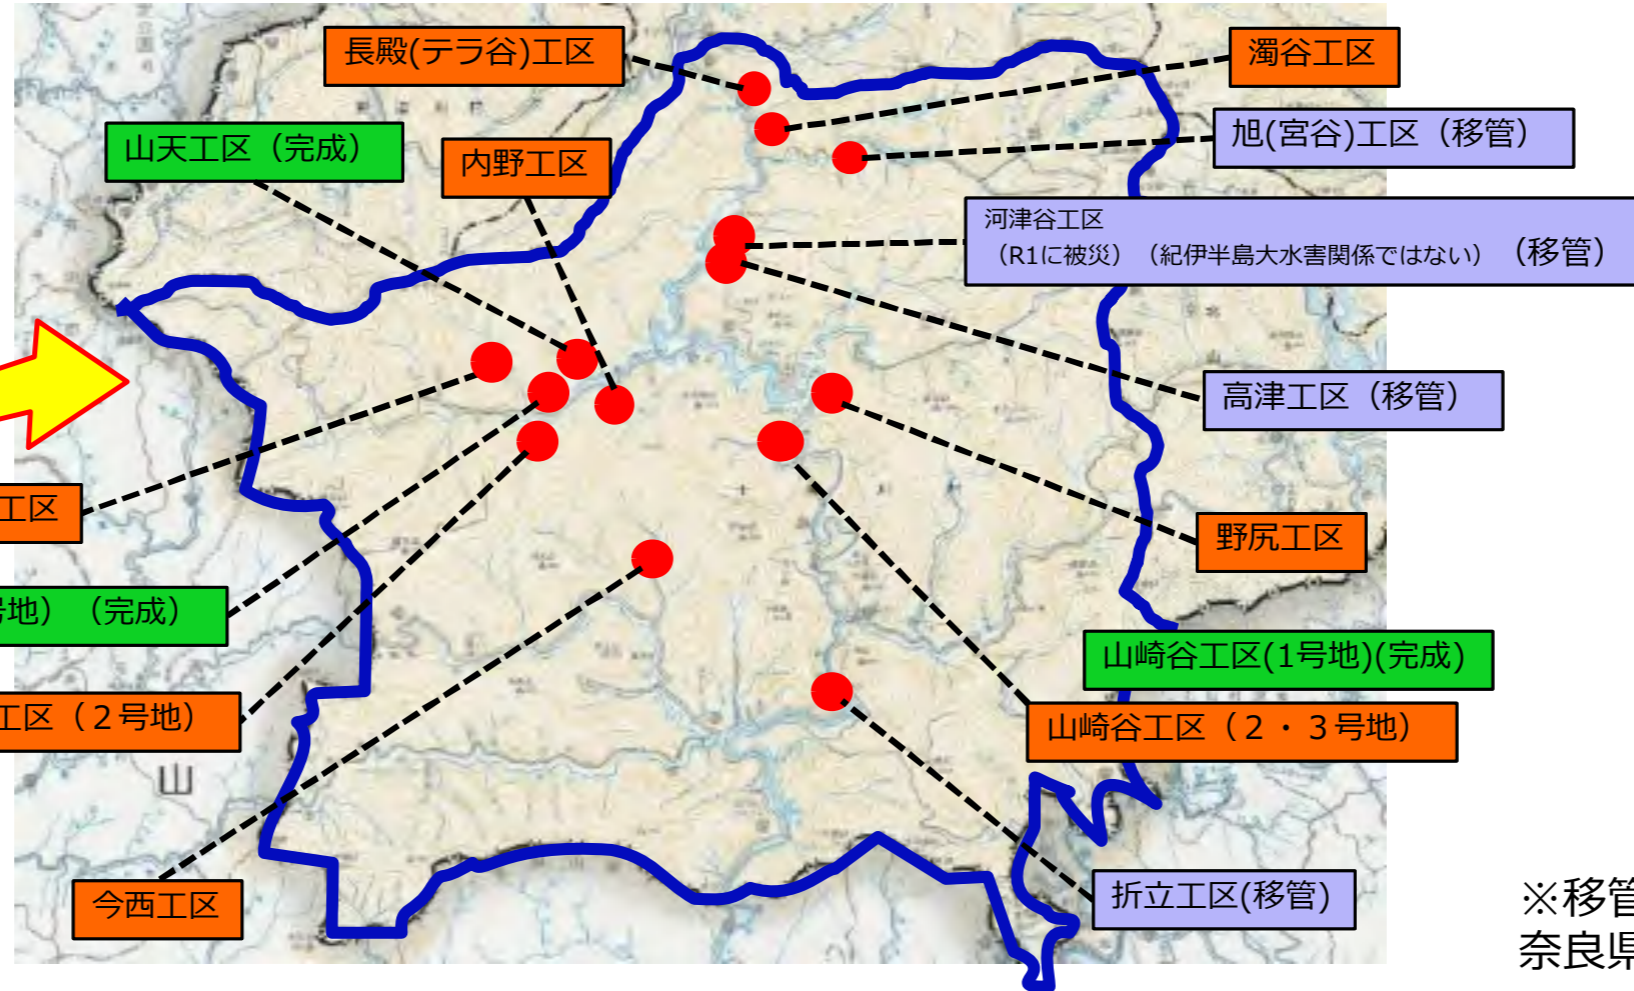 長殿(テラ谷)工区
濁谷工区
山天工区（完成）
内野工区
旭(宮谷)工区（移管）
河津谷工区
（R1に被災）（紀伊半島大水害関係ではない）（移管）
高津工区（移管）
工区
野尻工区
号地）（完成）
山崎谷工区(1号地)(完成)
工区（２号地）
山崎谷工区（２・３号地）
山
今西工区
折立工区(移管)
※移管
奈良県